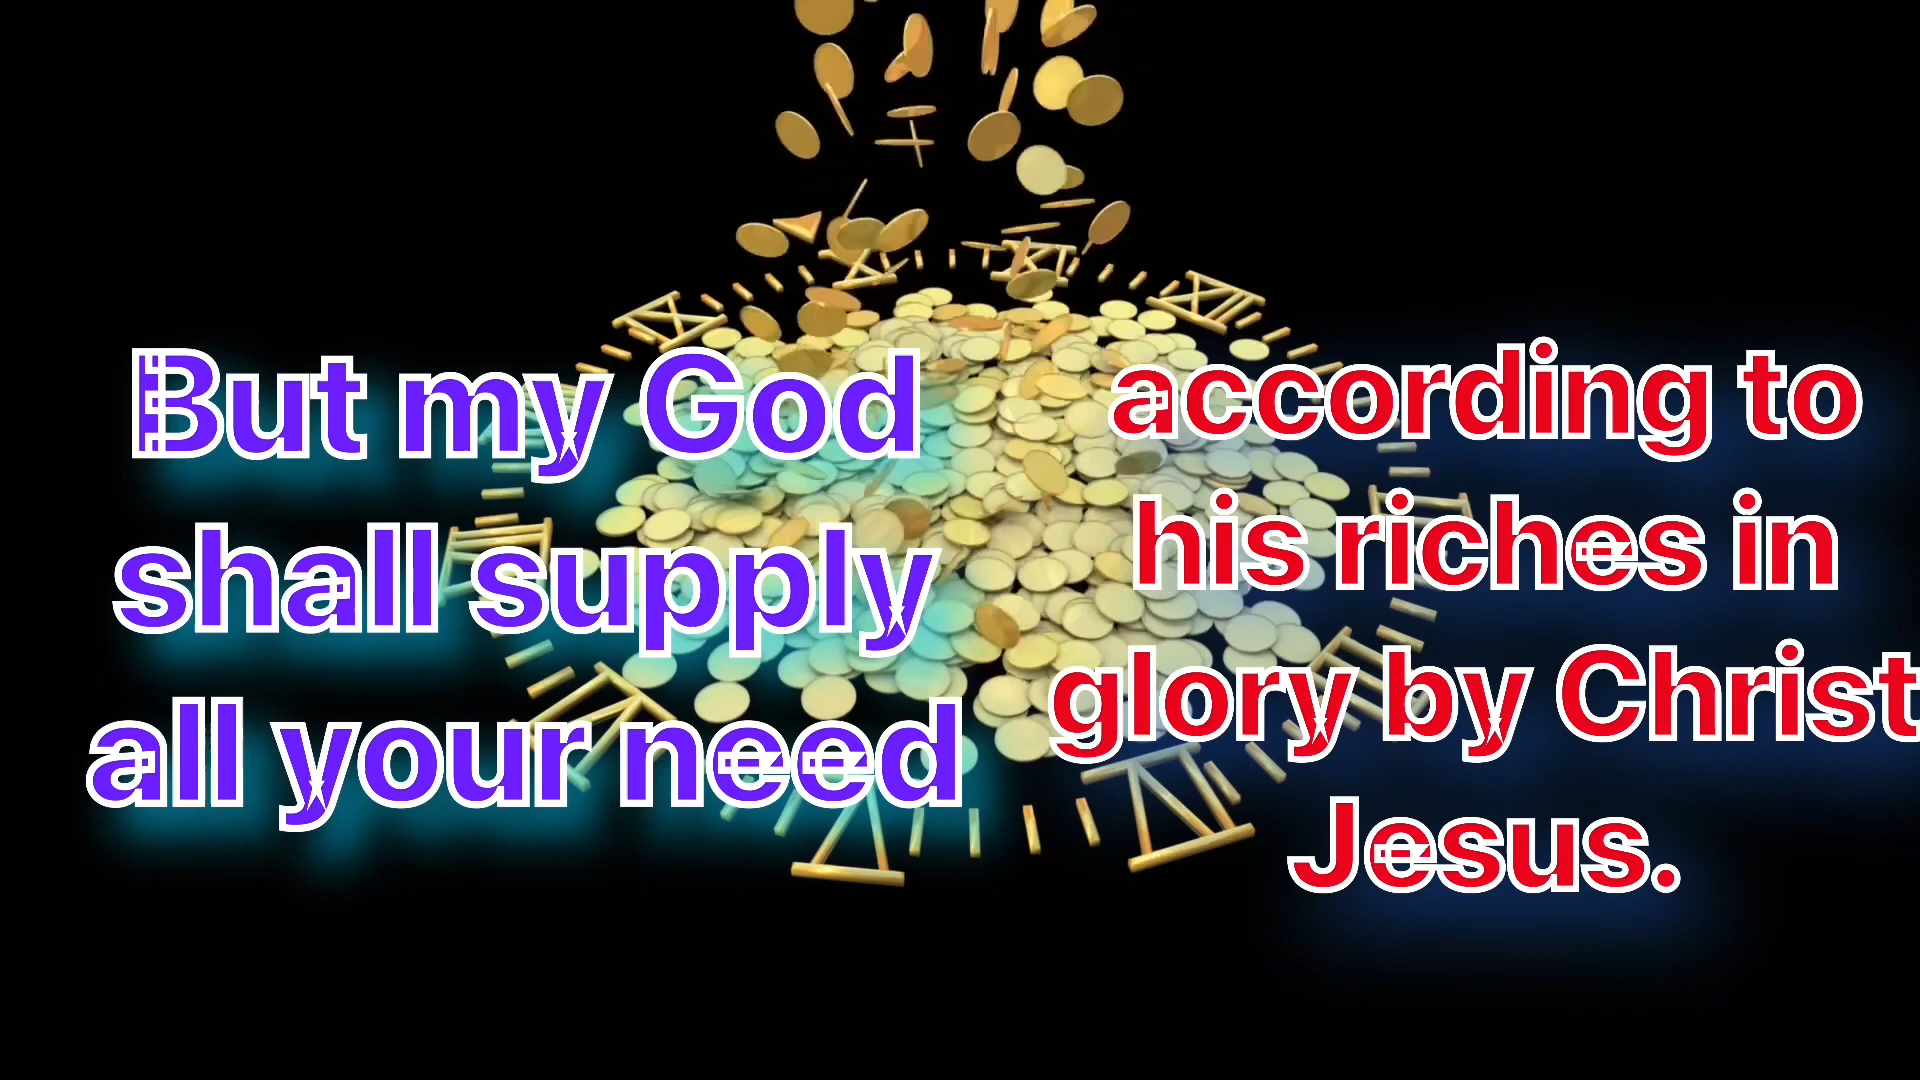 But my God
shall supply
all your need
according to
his riches in
glory by Christ
Jesus.